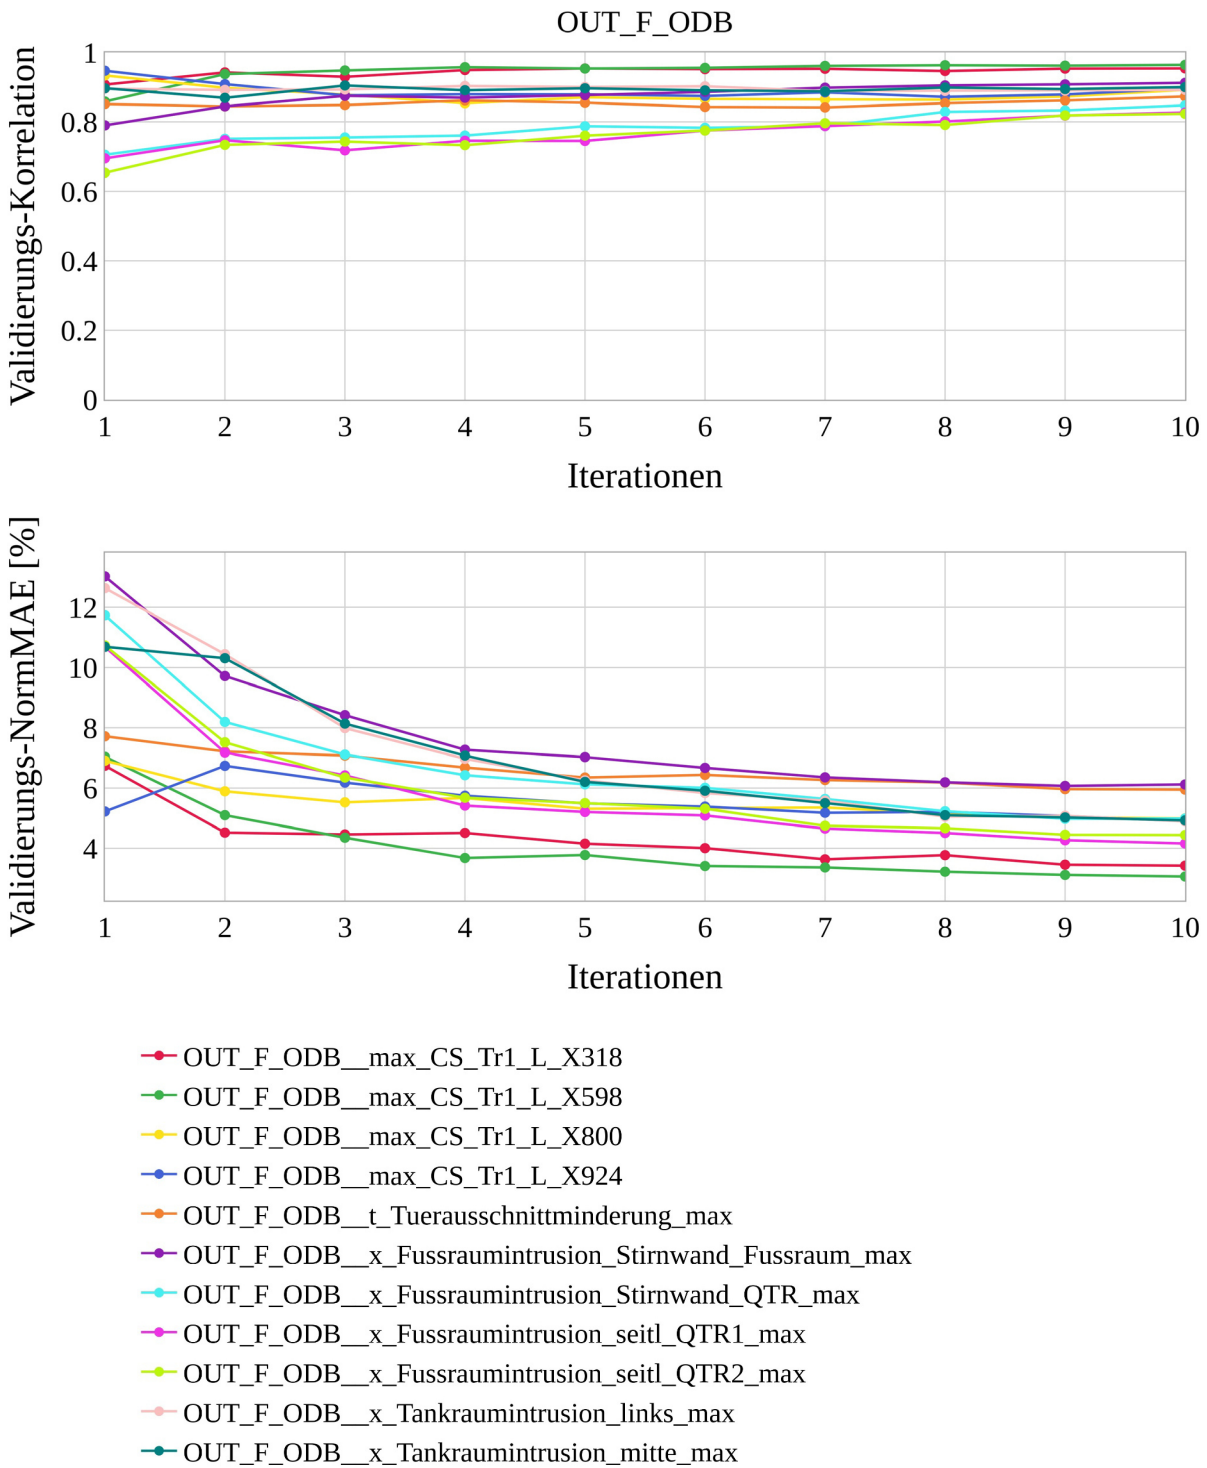 OUT_F_ODB
Validierungs-Korrelation
1
0.8
0.6
0.4
0.2
0
1 2 3 4 5 6 7 8 9 10
Iterationen
Validierungs-NormMAE [%]
12
10
8
6
4
1 2 3 4 5 6 7 8 9 10
Iterationen
OUT_F_ODB__max_CS_Tr1_L_X318
OUT_F_ODB__max_CS_Tr1_L_X598
OUT_F_ODB__max_CS_Tr1_L_X800
OUT_F_ODB__max_CS_Tr1_L_X924
OUT_F_ODB__t_Tuerausschnittminderung_max
OUT_F_ODB__x_Fussraumintrusion_Stirnwand_Fussraum_max
OUT_F_ODB__x_Fussraumintrusion_Stirnwand_QTR_max
OUT_F_ODB__x_Fussraumintrusion_seitl_QTR1_max
OUT_F_ODB__x_Fussraumintrusion_seitl_QTR2_max
OUT_F_ODB__x_Tankraumintrusion_links_max
OUT_F_ODB__x_Tankraumintrusion_mitte_max